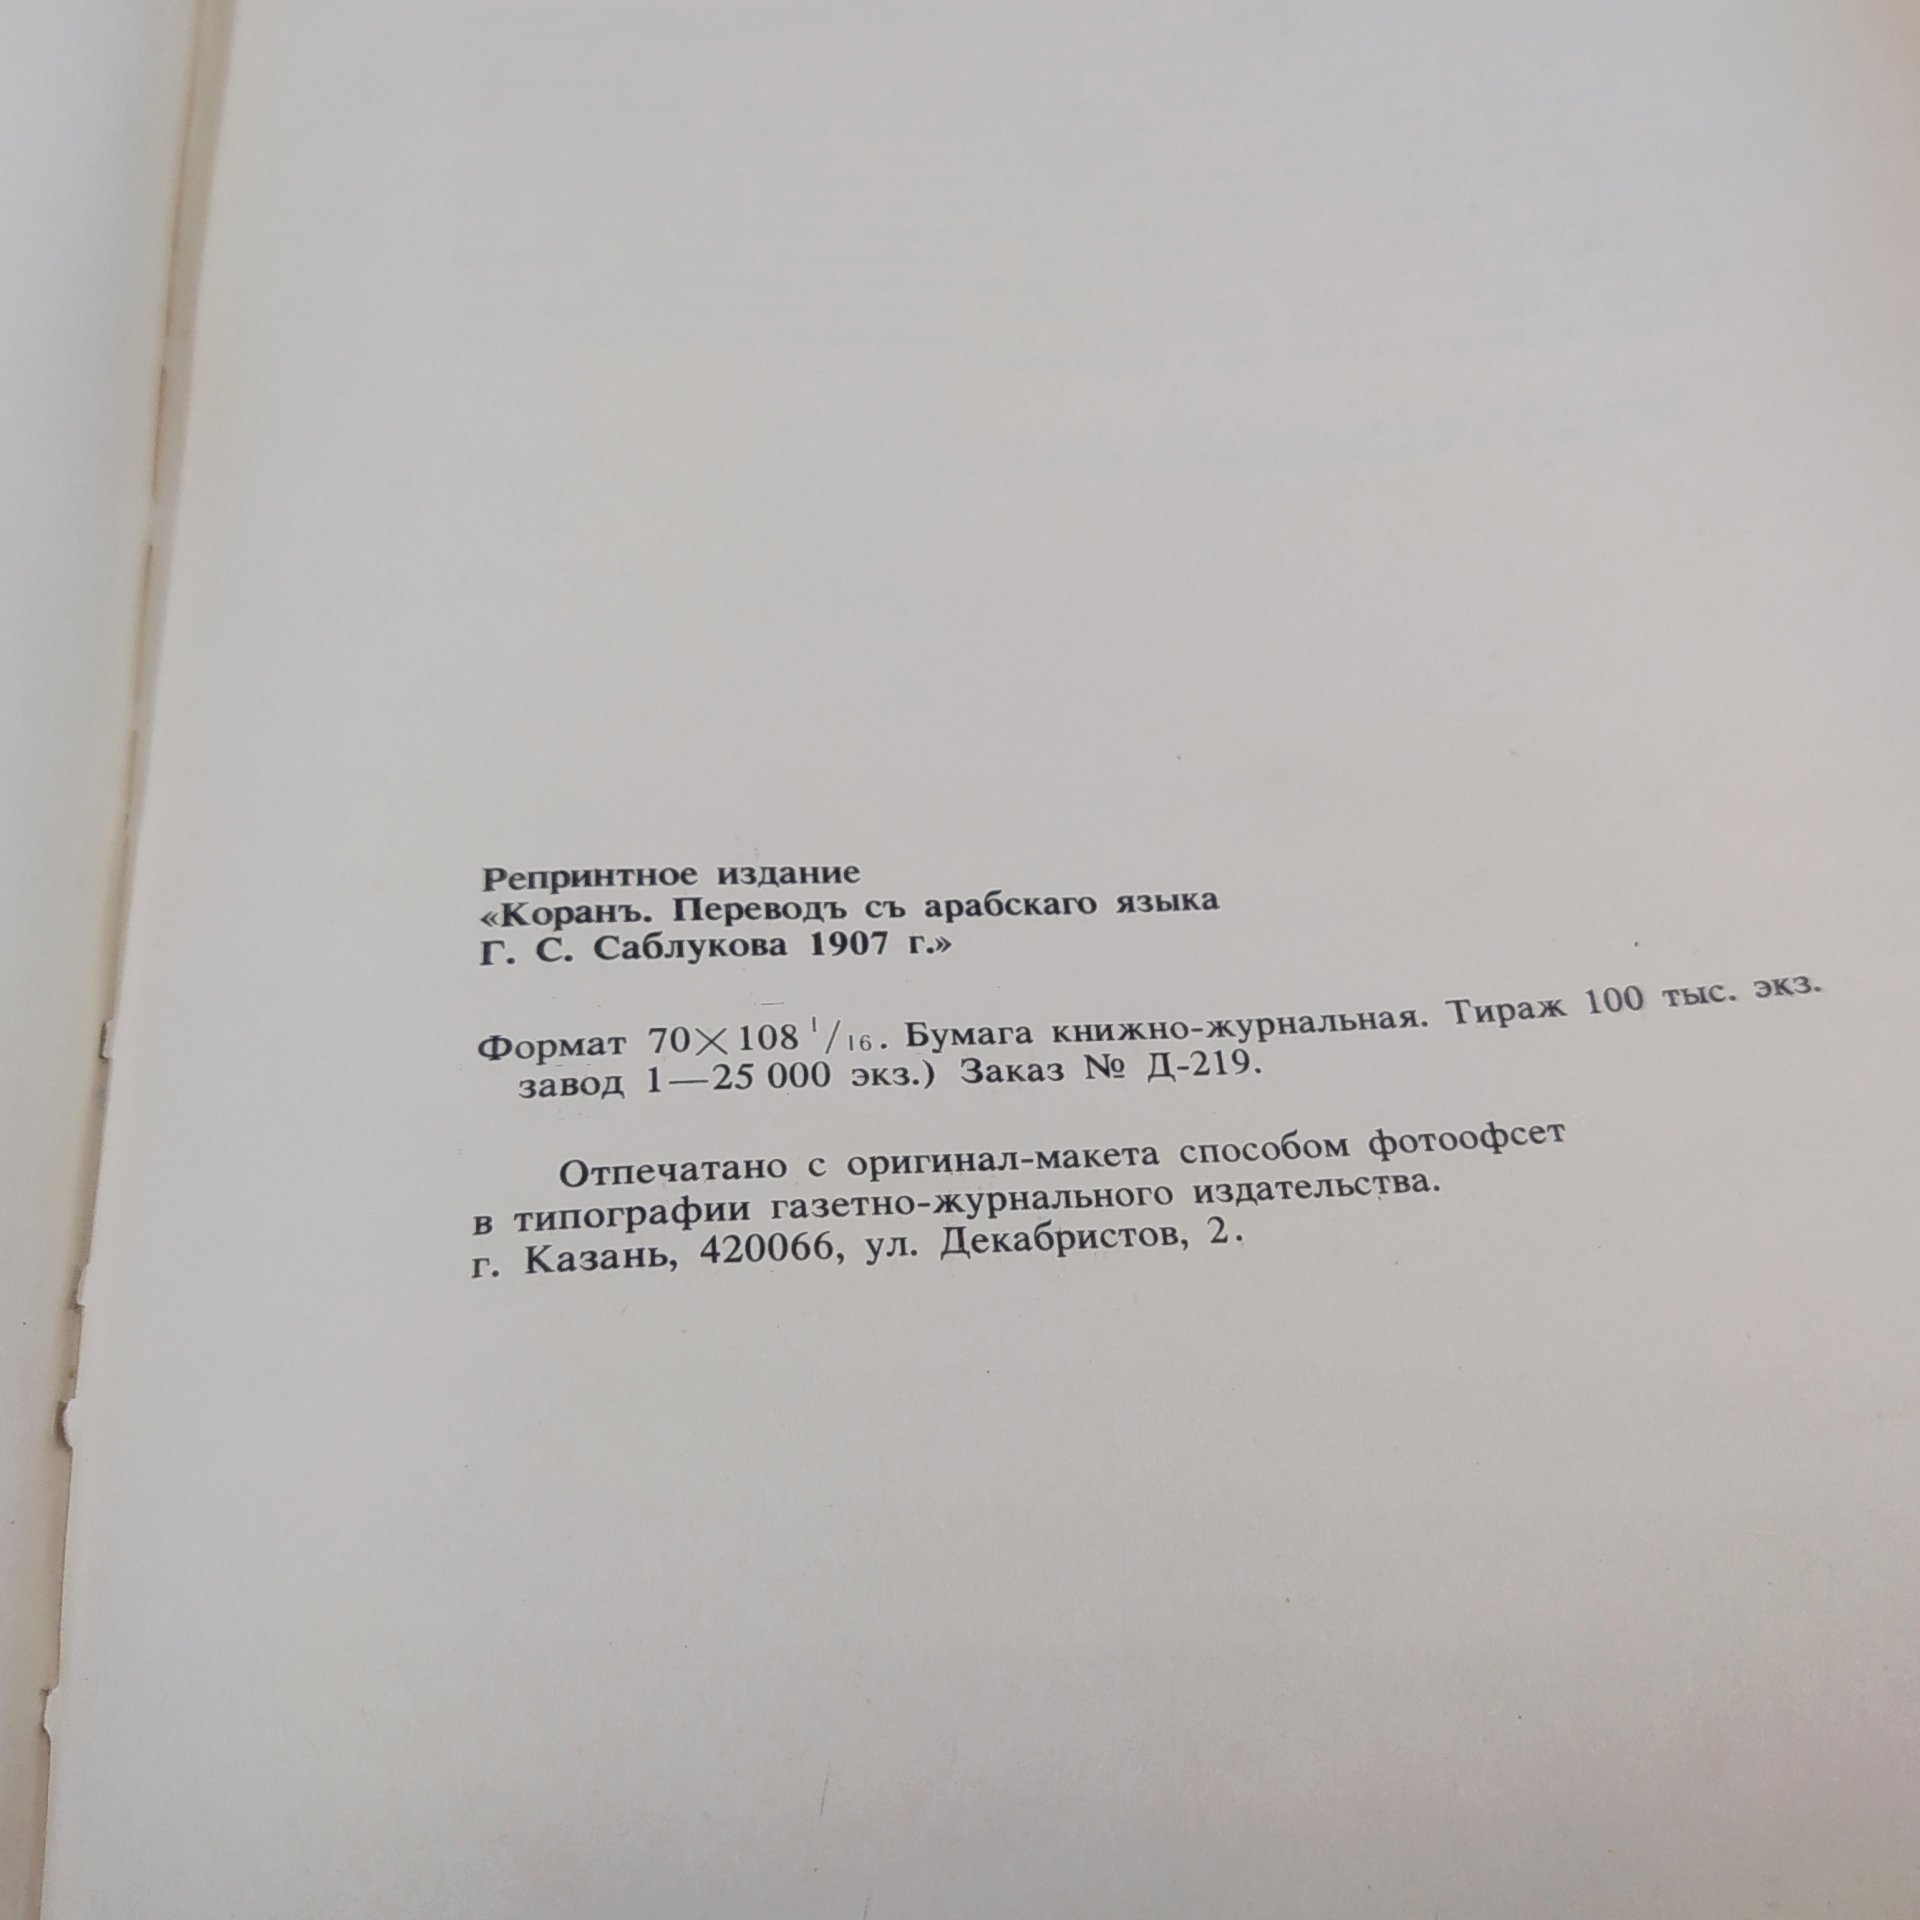 Репринтное издание
«Коранъ. Переводъ съ арабскаго языка
Г. С. Саблукова 1907 г.»
Формат 70×108 1/16. Бумага книжно-журнальная. Тираж 100 тыс. экз.
завод 1—25 000 экз.) Заказ № Д-219.
Отпечатано с оригинал-макета способом фотоофсет
в типографии газетно-журнального издательства.
г. Казань, 420066, ул. Декабристов, 2.